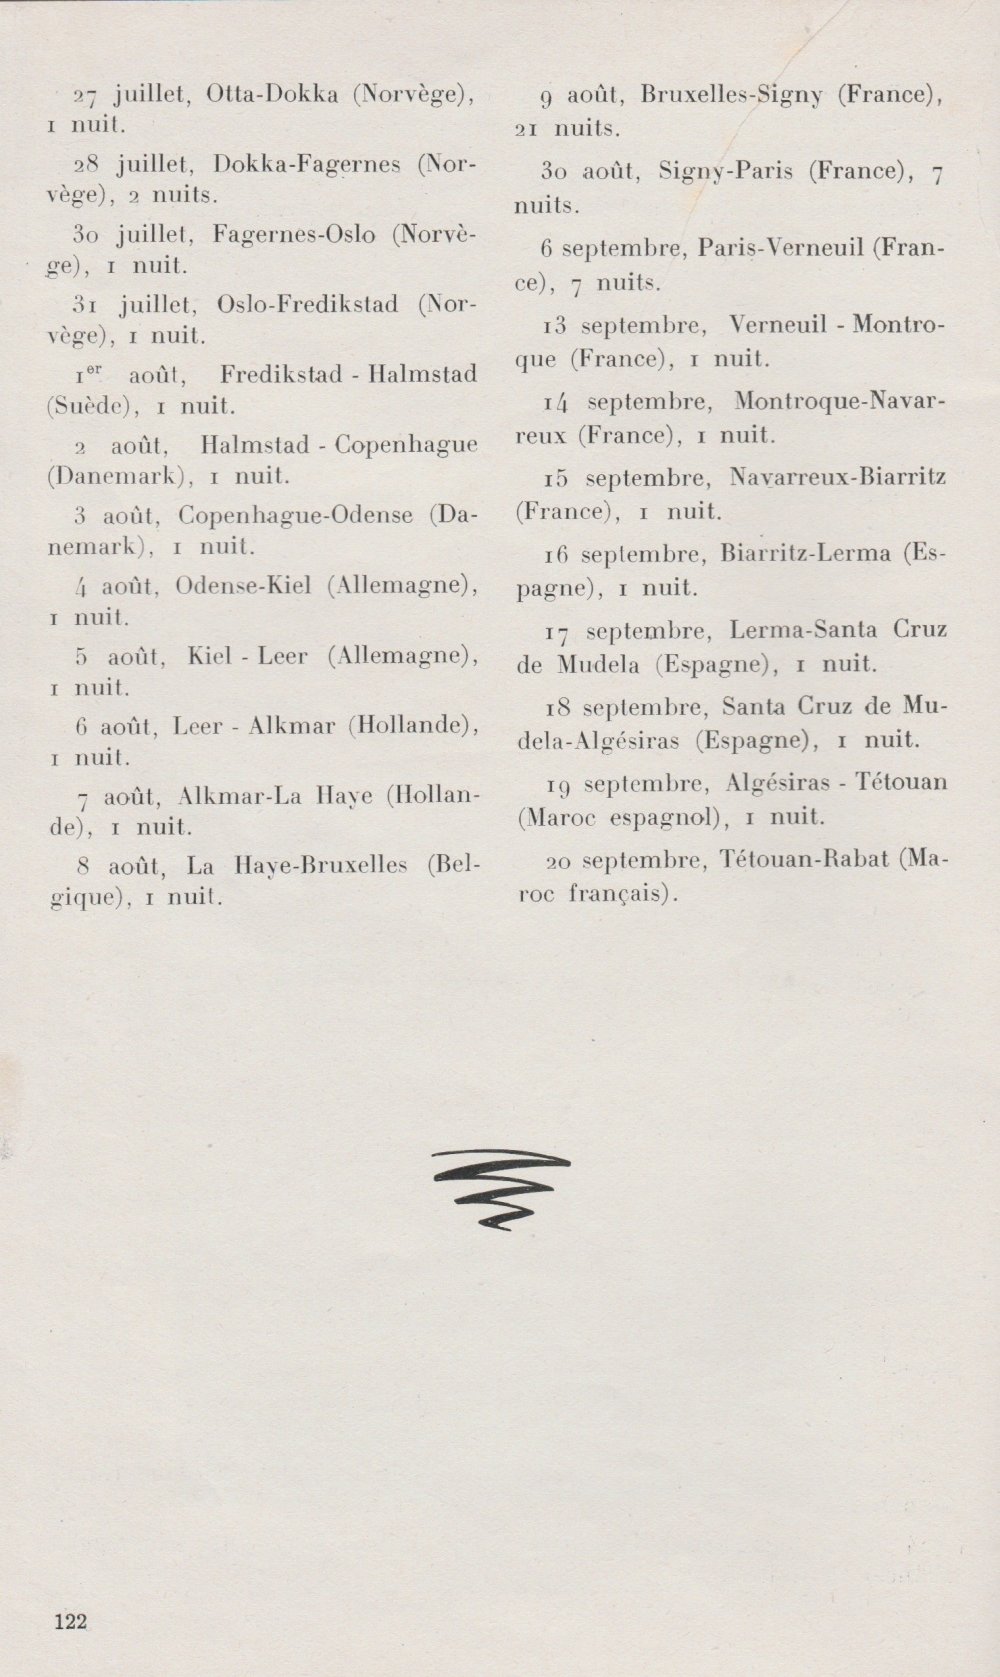 27 juillet, Otta-Dokka (Norvège),
1 nuit.
28 juillet, Dokka-Fagernes (Nor-
vège), 2 nuits.
30 juillet, Fagernes-Oslo (Norvè-
ge), 1 nuit.
31 juillet, Oslo-Fredikstad (Nor-
vège), 1 nuit.
1er août, Fredikstad - Halmstad
(Suède), 1 nuit.
2 août, Halmstad - Copenhague
(Danemark), 1 nuit.
3 août, Copenhague-Odense (Da-
nemark), 1 nuit.
4 août, Odense-Kiel (Allemagne),
1 nuit.
5 août, Kiel - Leer (Allemagne),
1 nuit.
6 août, Leer - Alkmar (Hollande),
1 nuit.
7 août, Alkmar-La Haye (Hollan-
de), 1 nuit.
8 août, La Haye-Bruxelles (Bel-
gique), 1 nuit.
9 août, Bruxelles-Signy (France),
21 nuits.
30 août, Signy-Paris (France), 7
nuits.
6 septembre, Paris-Verneuil (Fran-
ce), 7 nuits.
13 septembre, Verneuil - Montro-
que (France), 1 nuit.
14 septembre, Montroque-Navar-
reux (France), 1 nuit.
15 septembre, Navarreux-Biarritz
(France), 1 nuit.
16 septembre, Biarritz-Lerma (Es-
pagne), 1 nuit.
17 septembre, Lerma-Santa Cruz
de Mudela (Espagne), 1 nuit.
18 septembre, Santa Cruz de Mu-
dela-Algésiras (Espagne), 1 nuit.
19 septembre, Algésiras - Tétouan
(Maroc espagnol), 1 nuit.
20 septembre, Tétouan-Rabat (Ma-
roc français).
122